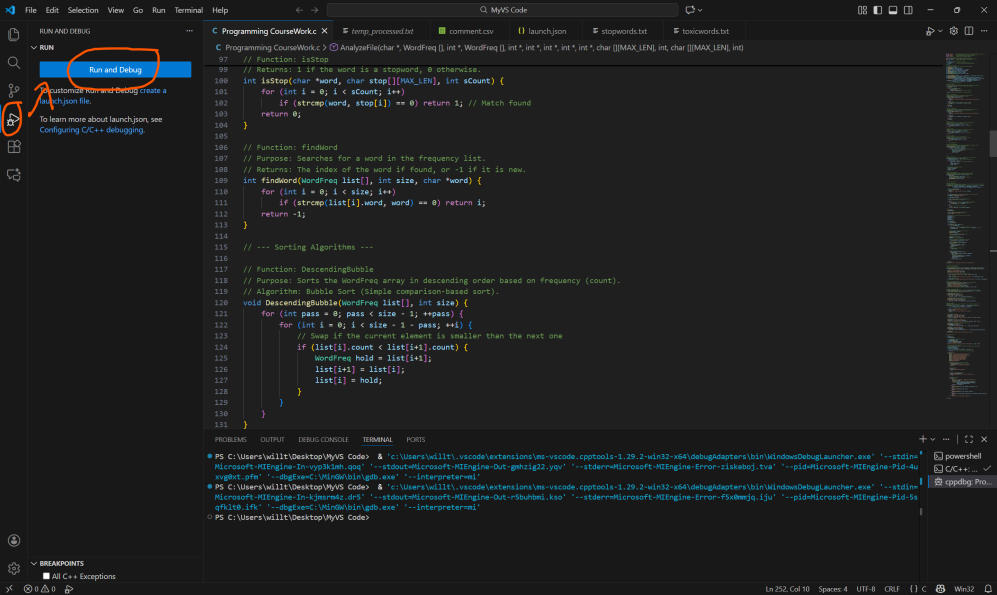 File Edit Selection View Go Run Terminal Help
MyVS Code
RUN AND DEBUG
RUN
Run and Debug
To customize Run and Debug create a
launch.json file.
To learn more about launch.json, see
Configuring C/C++ debugging.
Programming CourseWork.c
temp_processed.txt
comment.csv
launch.json
stopwords.txt
toxicwords.txt
Programming CourseWork.c > AnalyzeFile(char *, WordFreq [], int *, WordFreq [], int *, int *, int *, int *, int *, char [][MAX_LEN], int, char [][MAX_LEN], int)
97 // Function: isStop
99 // Returns: 1 if the word is a stopword, 0 otherwise.
100 int isStop(char *word, char stop[][MAX_LEN], int sCount) {
101 for (int i = 0; i < sCount; i++)
102 if (strcmp(word, stop[i]) == 0) return 1; // Match found
103 return 0;
104 }
105
106 // Function: findWord
107 // Purpose: Searches for a word in the frequency list.
108 // Returns: The index of the word if found, or -1 if it is new.
109 int findWord(WordFreq list[], int size, char *word) {
110 for (int i = 0; i < size; i++)
111 if (strcmp(list[i].word, word) == 0) return i;
112 return -1;
113 }
114
115 // --- Sorting Algorithms ---
116
117 // Function: DescendingBubble
118 // Purpose: Sorts the WordFreq array in descending order based on frequency (count).
119 // Algorithm: Bubble Sort (Simple comparison-based sort).
120 void DescendingBubble(WordFreq list[], int size) {
121 for (int pass = 0; pass < size - 1; ++pass) {
122 for (int i = 0; i < size - 1 - pass; ++i) {
123 // Swap if the current element is smaller than the next one
124 if (list[i].count < list[i+1].count) {
125 WordFreq hold = list[i+1];
126 list[i+1] = list[i];
127 list[i] = hold;
128 }
129 }
130 }
131 }
PROBLEMS OUTPUT DEBUG CONSOLE TERMINAL PORTS
PS C:\Users\willt\Desktop\MyVS Code> & 'c:\Users\willt\.vscode\extensions\ms-vscode.cpptools-1.29.2-win32-x64\debugAdapters\bin\WindowsDebugLauncher.exe' '--stdin=
Microsoft-MIEngine-In-vyp3k1mh.qoq' '--stdout=Microsoft-MIEngine-Out-gmhzig22.yqv' '--stderr=Microsoft-MIEngine-Error-ziskeboj.tva' '--pid=Microsoft-MIEngine-Pid-4u
xvg0xt.pfm' '--dbgExe=C:\MinGW\bin\gdb.exe' '--interpreter=mi'
PS C:\Users\willt\Desktop\MyVS Code> & 'c:\Users\willt\.vscode\extensions\ms-vscode.cpptools-1.29.2-win32-x64\debugAdapters\bin\WindowsDebugLauncher.exe' '--stdin=
Microsoft-MIEngine-In-kjmsrm4z.dr5' '--stdout=Microsoft-MIEngine-Out-r5buhbmi.kso' '--stderr=Microsoft-MIEngine-Error-f5x0mmjq.iju' '--pid=Microsoft-MIEngine-Pid-5s
qfklt0.ifk' '--dbgExe=C:\MinGW\bin\gdb.exe' '--interpreter=mi'
PS C:\Users\willt\Desktop\MyVS Code>
powershell
C/C++: ...
cppdbg: Pro...
BREAKPOINTS
All C++ Exceptions
0 0
Ln 252, Col 10 Spaces: 4 UTF-8 CRLF {} C Win32